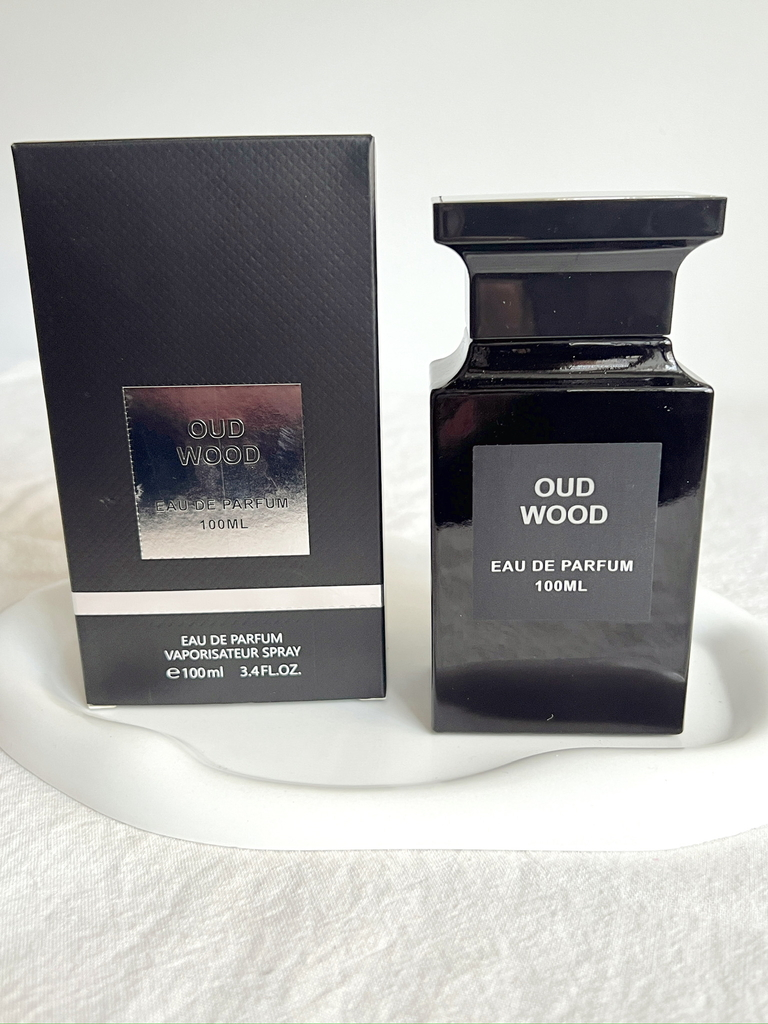 OUD
WOOD
EAU DE PARFUM
100ML
EAU DE PARFUM
VAPORISATEUR SPRAY
℮100ml 3.4FL.OZ.
OUD
WOOD
EAU DE PARFUM
100ML